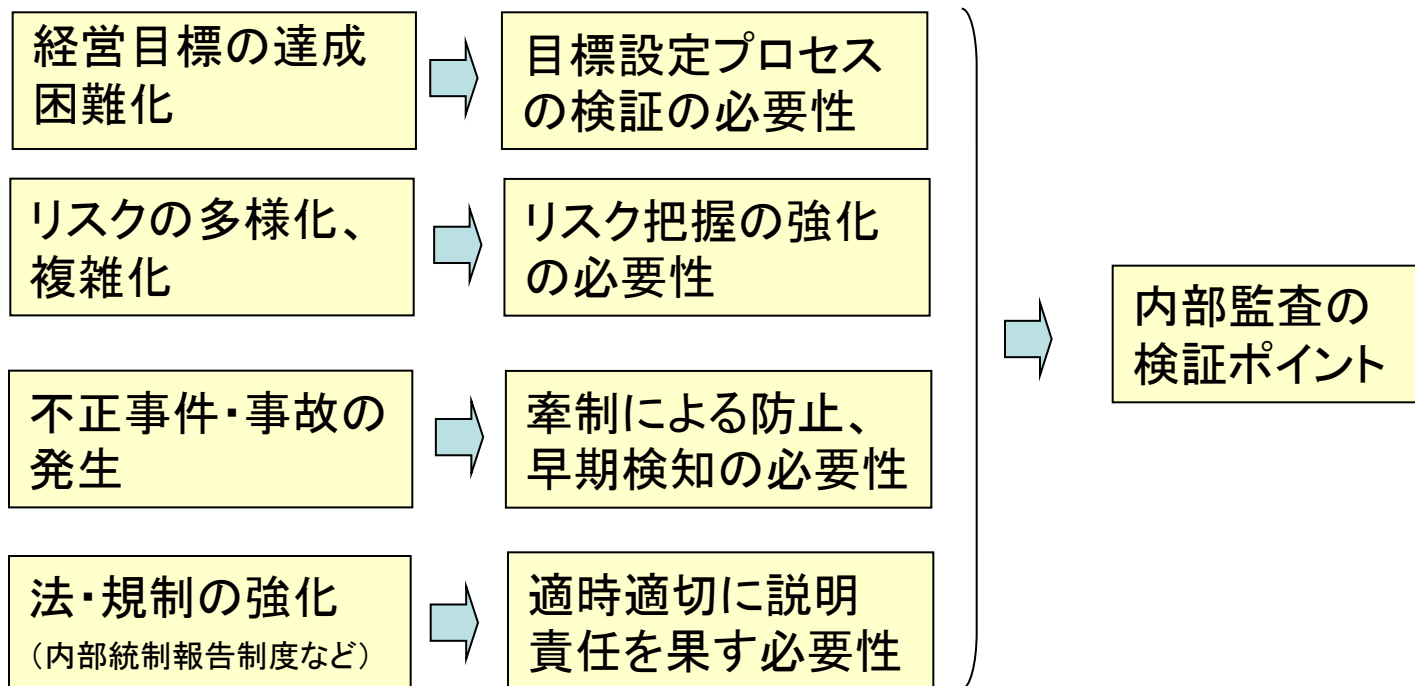 経営目標の達成
困難化
目標設定プロセス
の検証の必要性
リスクの多様化、
複雑化
リスク把握の強化
の必要性
不正事件・事故の
発生
牽制による防止、
早期検知の必要性
法・規制の強化
（内部統制報告制度など）
適時適切に説明
責任を果す必要性
内部監査の
検証ポイント